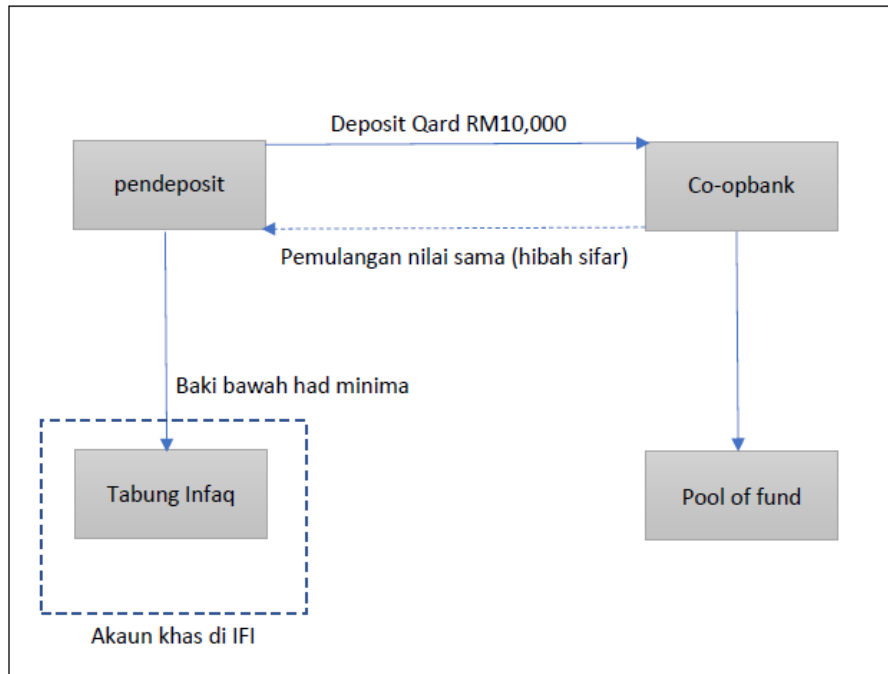 Deposit Qard RM10,000
pendeposit
Co-opbank
Pemulangan nilai sama (hibah sifar)
Baki bawah had minima
Tabung Infaq
Pool of fund
Akaun khas di IFI